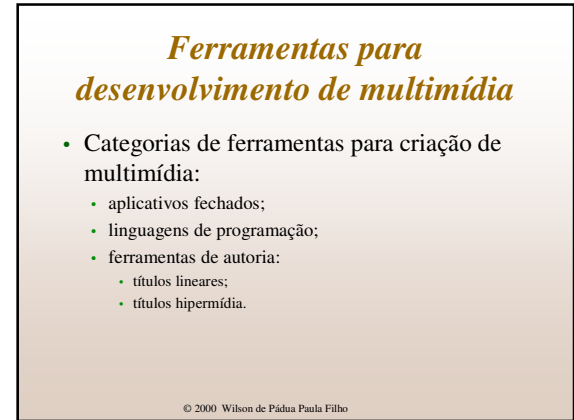 Ferramentas para
desenvolvimento de multimídia
• Categorias de ferramentas para criação de
multimídia:
• aplicativos fechados;
• linguagens de programação;
• ferramentas de autoria:
• títulos lineares;
• títulos hipermídia.
© 2000 Wilson de Pádua Paula Filho